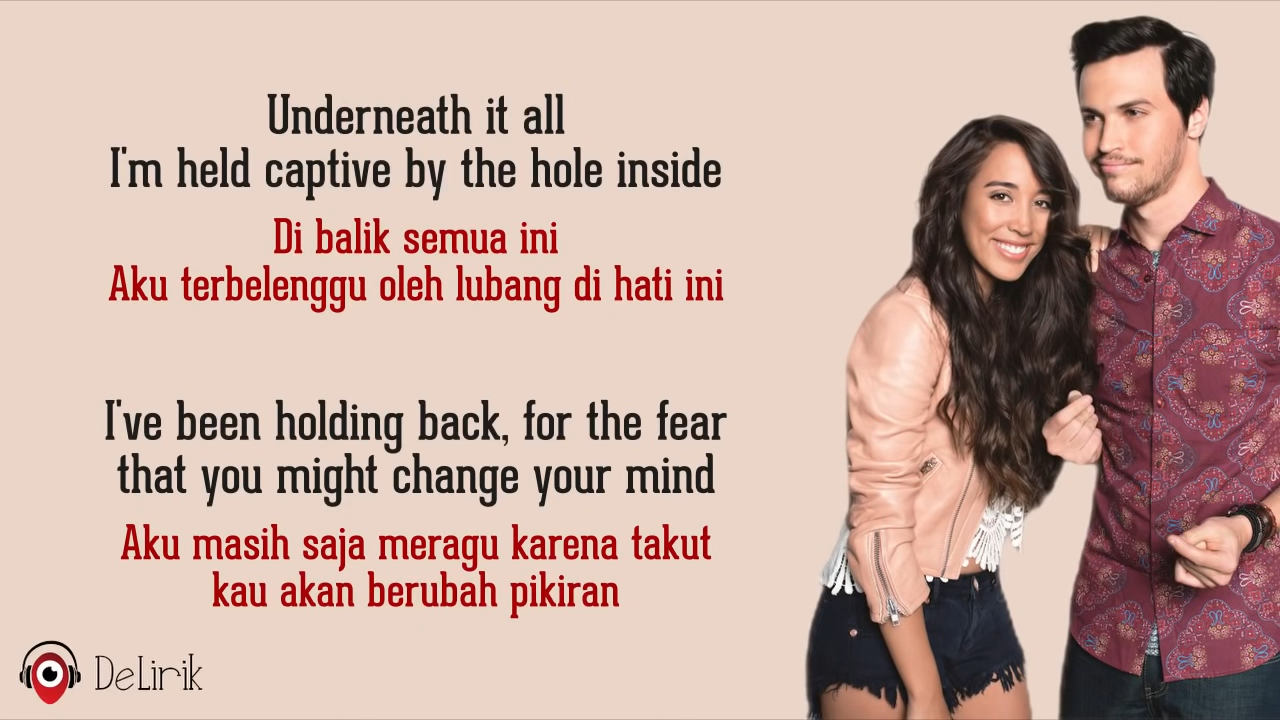 Underneath it all
I'm held captive by the hole inside
Di balik semua ini
Aku terbelenggu oleh lubang di hati ini
I've been holding back, for the fear
that you might change your mind
Aku masih saja meragu karena takut
kau akan berubah pikiran
DeLirik